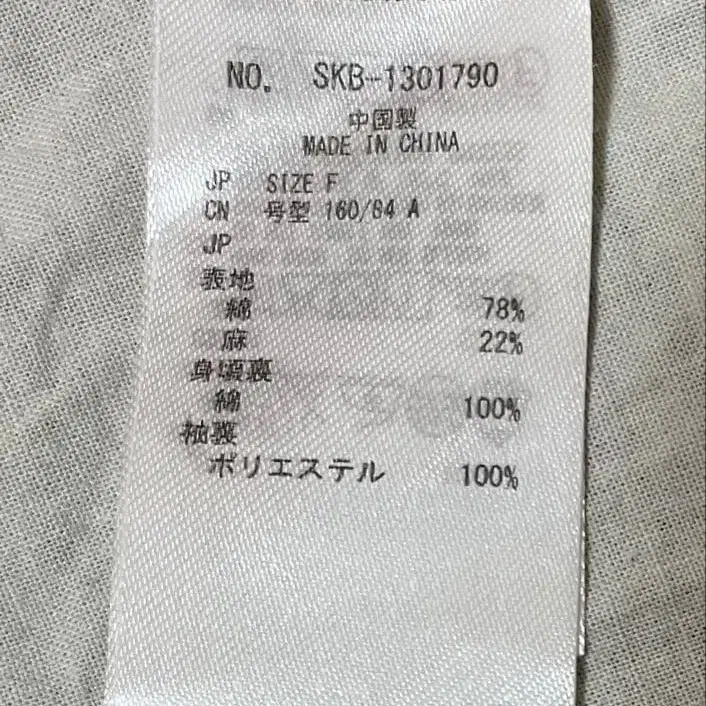 NO. SKB-1301790
中国製
MADE IN CHINA
JP SIZE F
CN 号型 160/84 A
JP
表地
綿 78%
麻 22%
身頃裏
綿 100%
袖裏
ポリエステル 100%